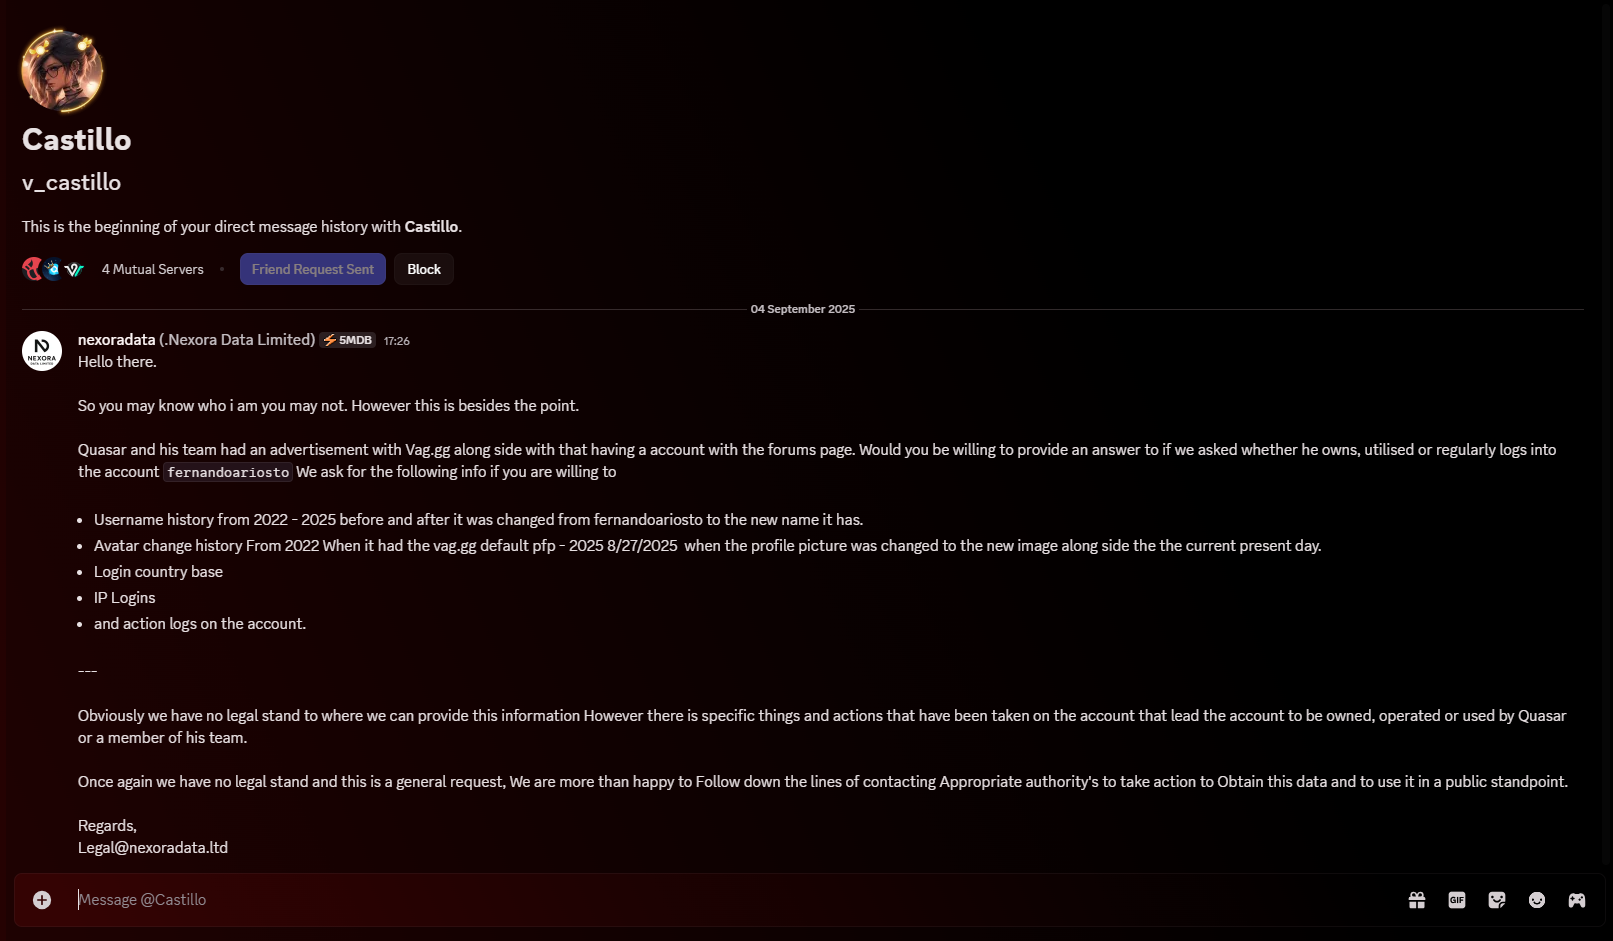 Castillo
v_castillo
This is the beginning of your direct message history with Castillo.
4 Mutual Servers • Friend Request Sent Block
04 September 2025
nexoradata (.Nexora Data Limited) 5MDB 17:26
NEXORA
DATA LIMITED
Hello there.
So you may know who i am you may not. However this is besides the point.
Quasar and his team had an advertisement with Vag.gg along side with that having a account with the forums page. Would you be willing to provide an answer to if we asked whether he owns, utilised or regularly logs into
the account fernandoariosto We ask for the following info if you are willing to
• Username history from 2022 - 2025 before and after it was changed from fernandoariosto to the new name it has.
• Avatar change history From 2022 When it had the vag.gg default pfp - 2025 8/27/2025 when the profile picture was changed to the new image along side the the current present day.
• Login country base
• IP Logins
• and action logs on the account.
---
Obviously we have no legal stand to where we can provide this information However there is specific things and actions that have been taken on the account that lead the account to be owned, operated or used by Quasar
or a member of his team.
Once again we have no legal stand and this is a general request, We are more than happy to Follow down the lines of contacting Appropriate authority's to take action to Obtain this data and to use it in a public standpoint.
Regards,
Legal@nexoradata.ltd
Message @Castillo
GIF